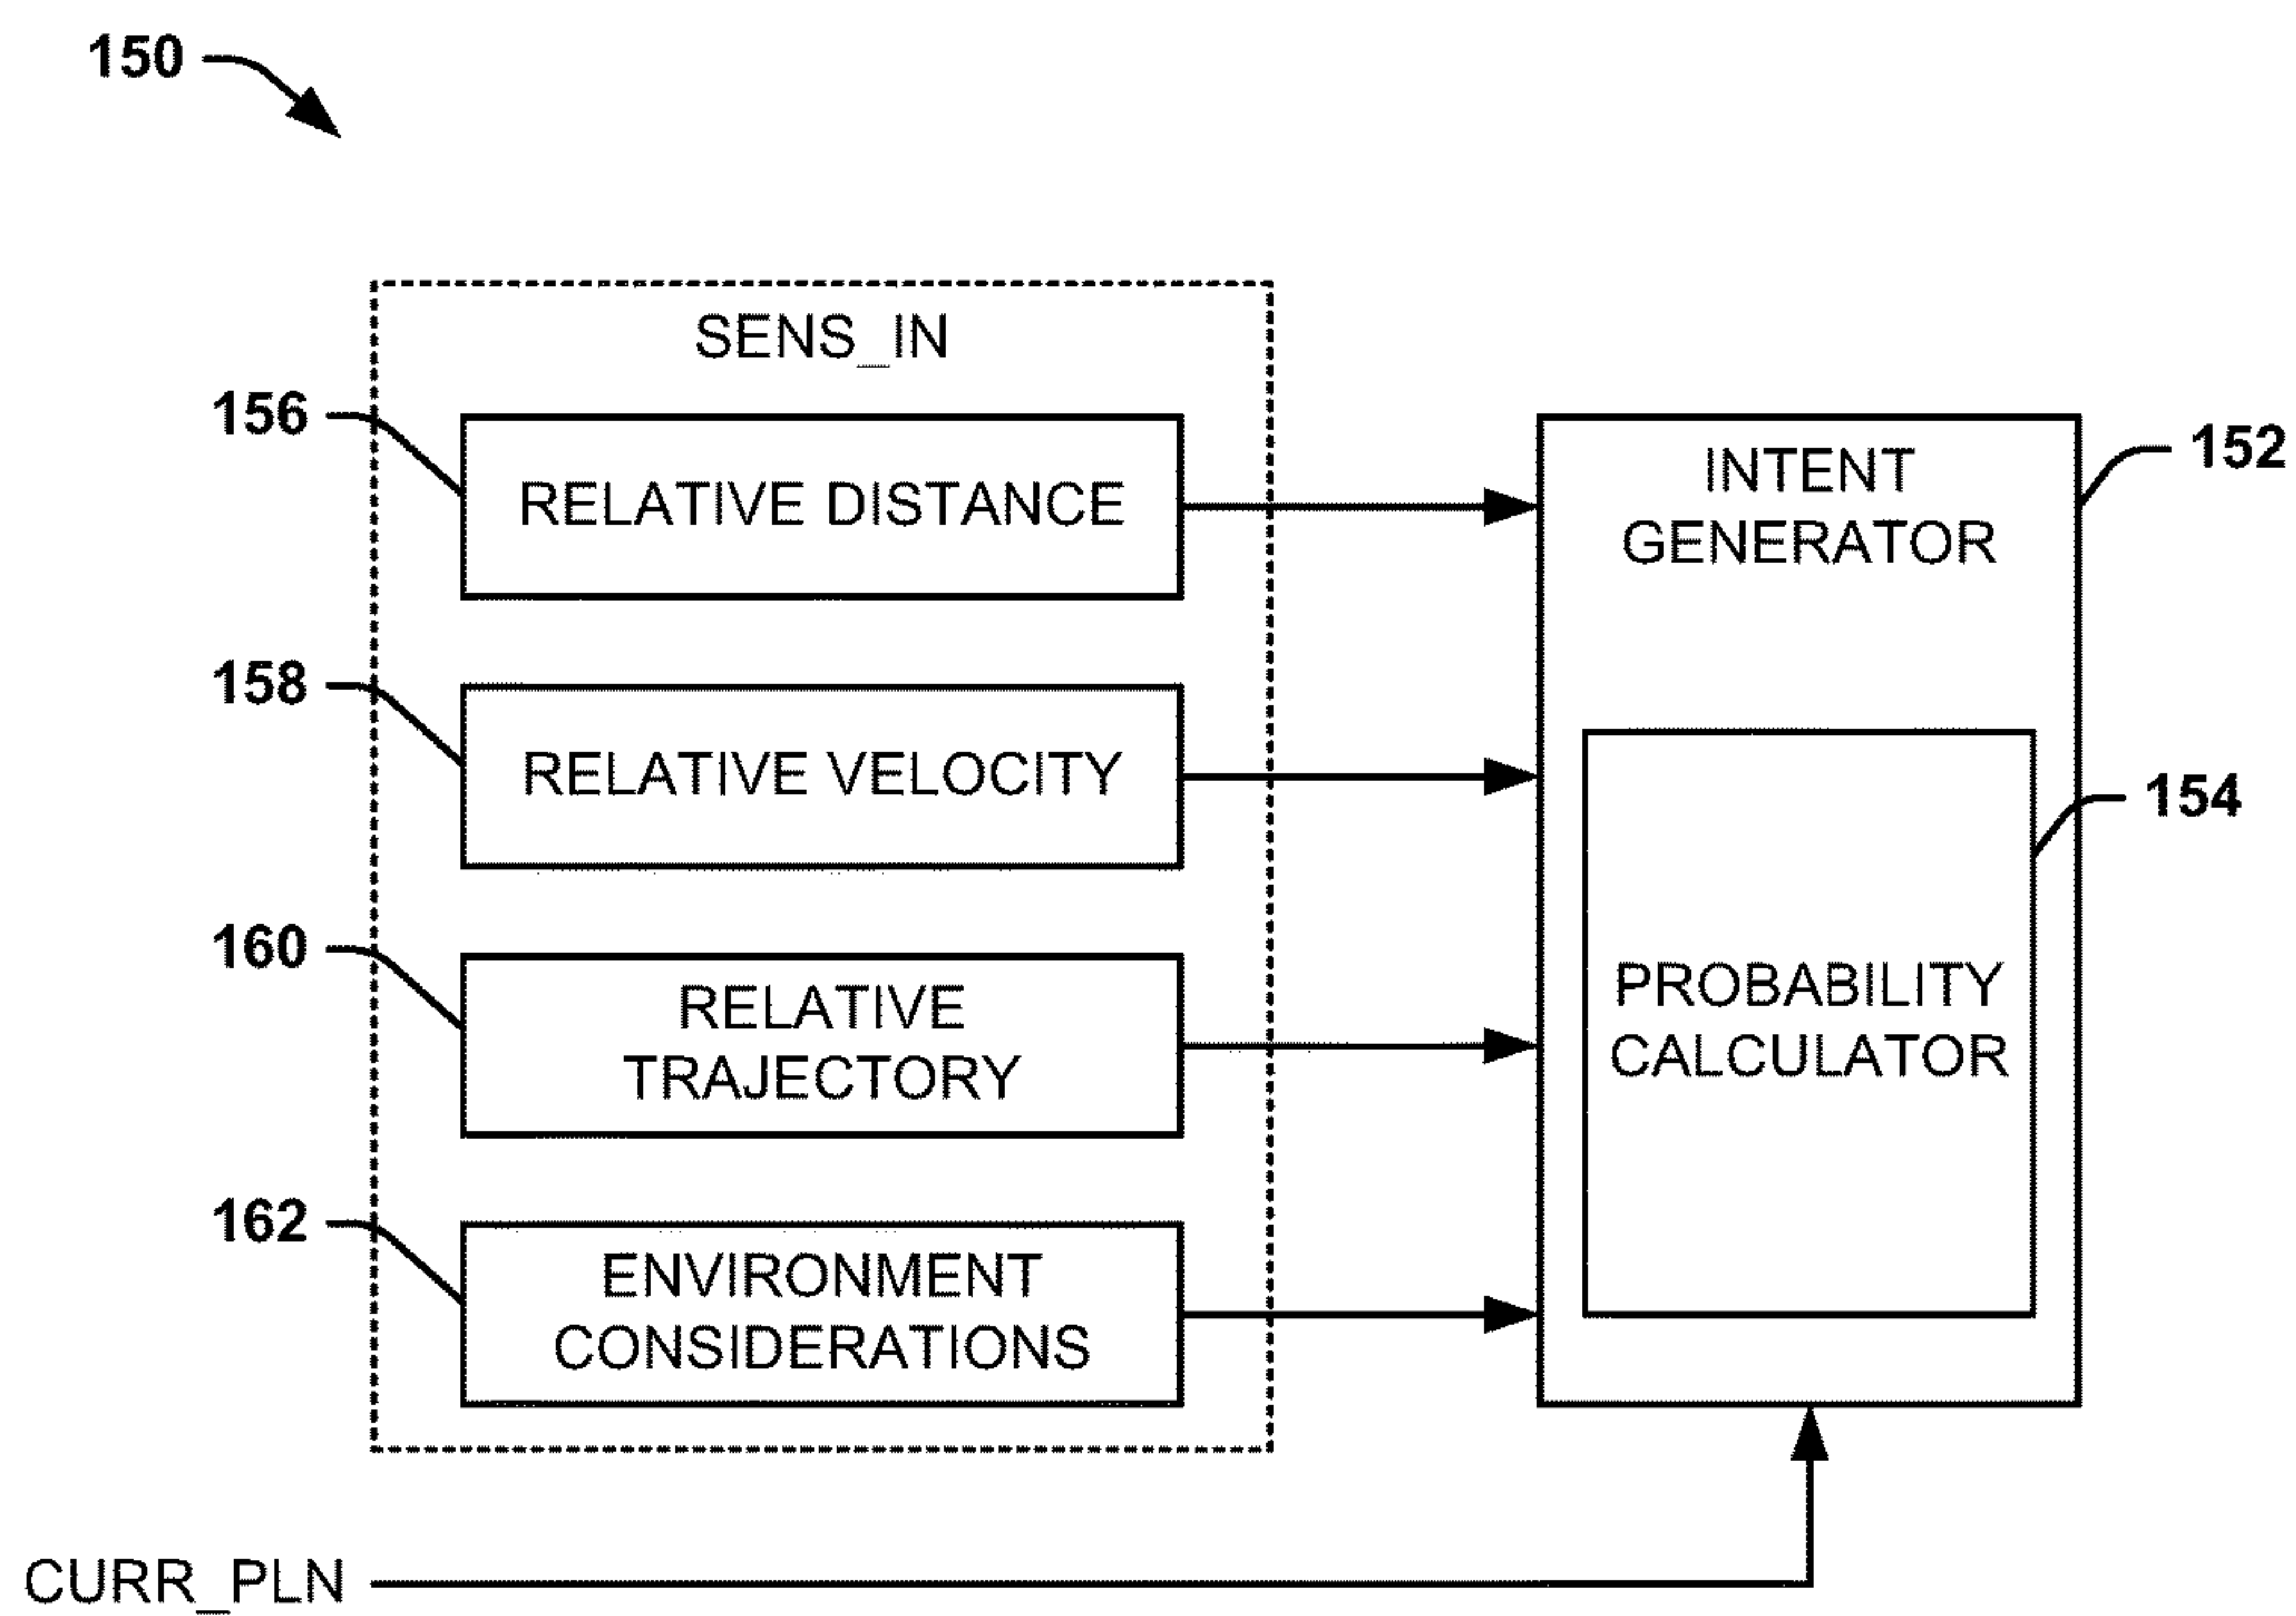 150
SENS_IN
156
RELATIVE DISTANCE
INTENT
GENERATOR
152
158
RELATIVE VELOCITY
154
160
RELATIVE
TRAJECTORY
PROBABILITY
CALCULATOR
162
ENVIRONMENT
CONSIDERATIONS
CURR_PLN